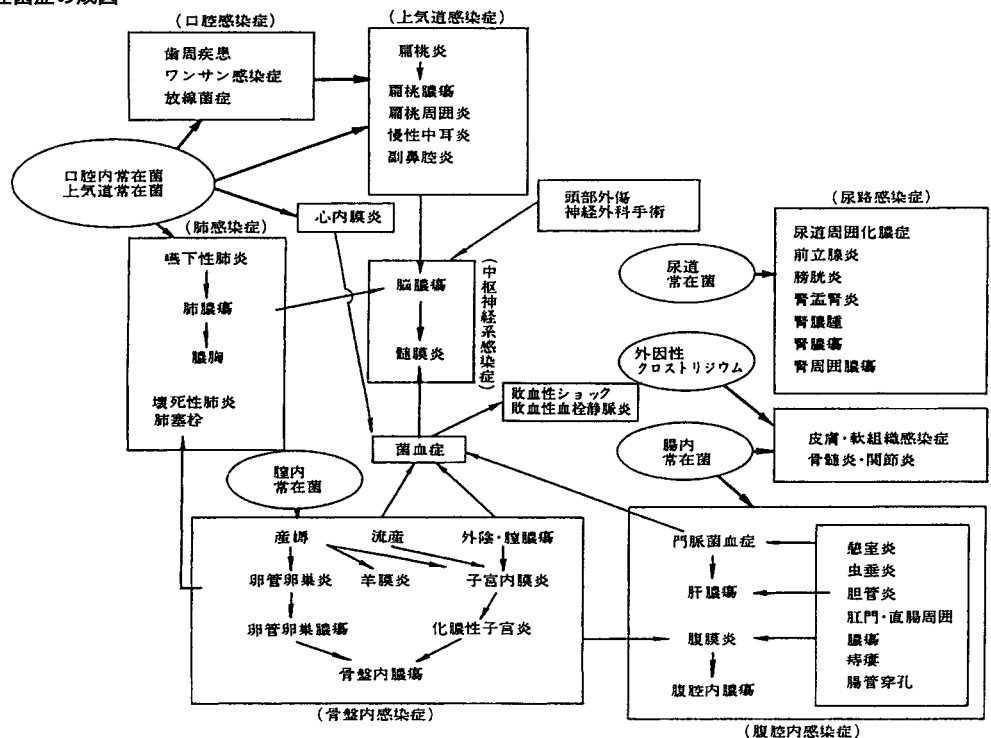 (口腔感染症)
歯周疾患
ワンサン感染症
放線菌症
(上気道感染症)
扁桃炎
扁桃膿瘍
扁桃周囲炎
慢性中耳炎
副鼻腔炎
口腔内常在菌
上気道常在菌
心内膜炎
頭部外傷
神経外科手術
(肺感染症)
嚥下性肺炎
肺膿瘍
膿胸
壊死性肺炎
肺塞栓
脳膿瘍
髄膜炎
(中枢神経系感染症)
尿道
常在菌
(尿路感染症)
尿道周囲化膿症
前立腺炎
膀胱炎
腎盂腎炎
腎膿腫
腎膿瘍
腎周囲膿瘍
外因性
クロストリジウム
敗血性ショック
敗血性血栓静脈炎
菌血症
腸内
常在菌
皮膚・軟組織感染症
骨髄炎・関節炎
腟内
常在菌
産褥
流産
外陰・腟膿瘍
卵管卵巣炎
羊膜炎
子宮内膜炎
卵管卵巣膿瘍
化膿性子宮炎
骨盤内膿瘍
(骨盤内感染症)
門脈菌血症
肝膿瘍
腹膜炎
腹腔内膿瘍
憩室炎
虫垂炎
胆管炎
肛門・直腸周囲
膿瘍
痔瘻
腸管穿孔
(腹腔内感染症)